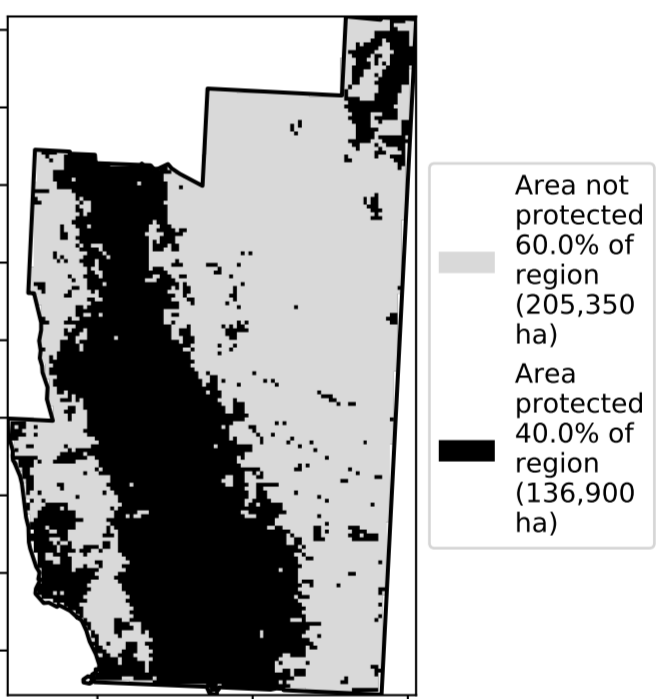 Area not
protected
60.0% of
region
(205,350
ha)
Area
protected
40.0% of
region
(136,900
ha)